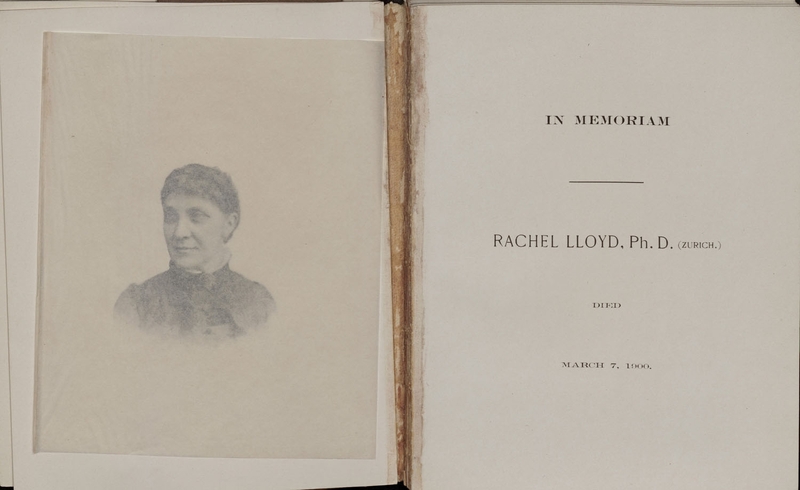 IN MEMORIAM
RACHEL LLOYD, Ph. D. (ZURICH.)
DIED
MARCH 7, 1900.